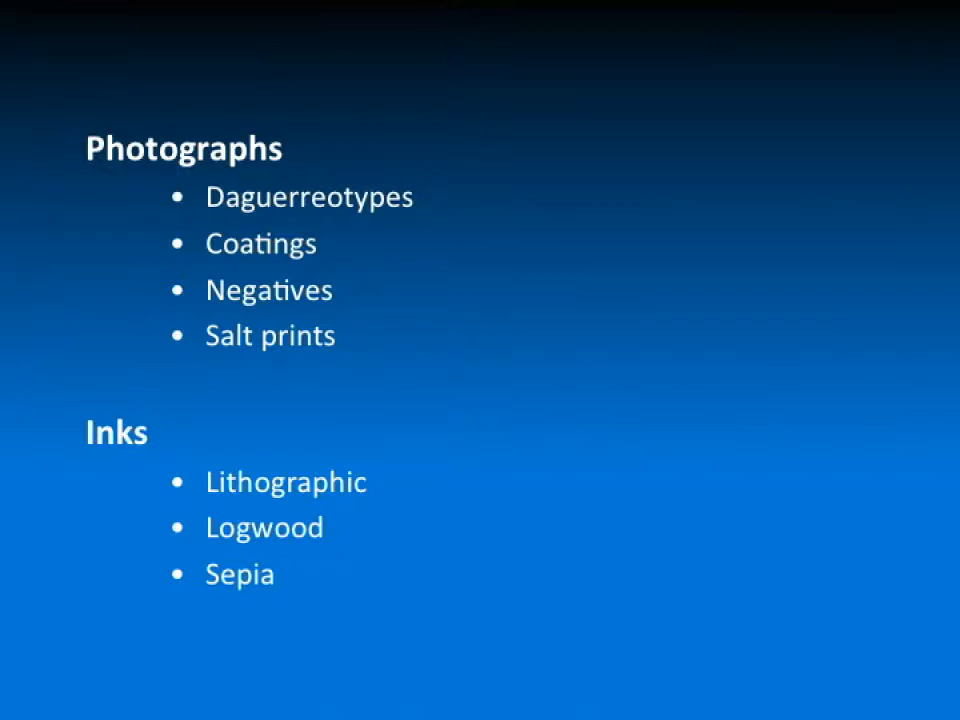 Photographs
• Daguerreotypes
• Coatings
• Negatives
• Salt prints
Inks
• Lithographic
• Logwood
• Sepia